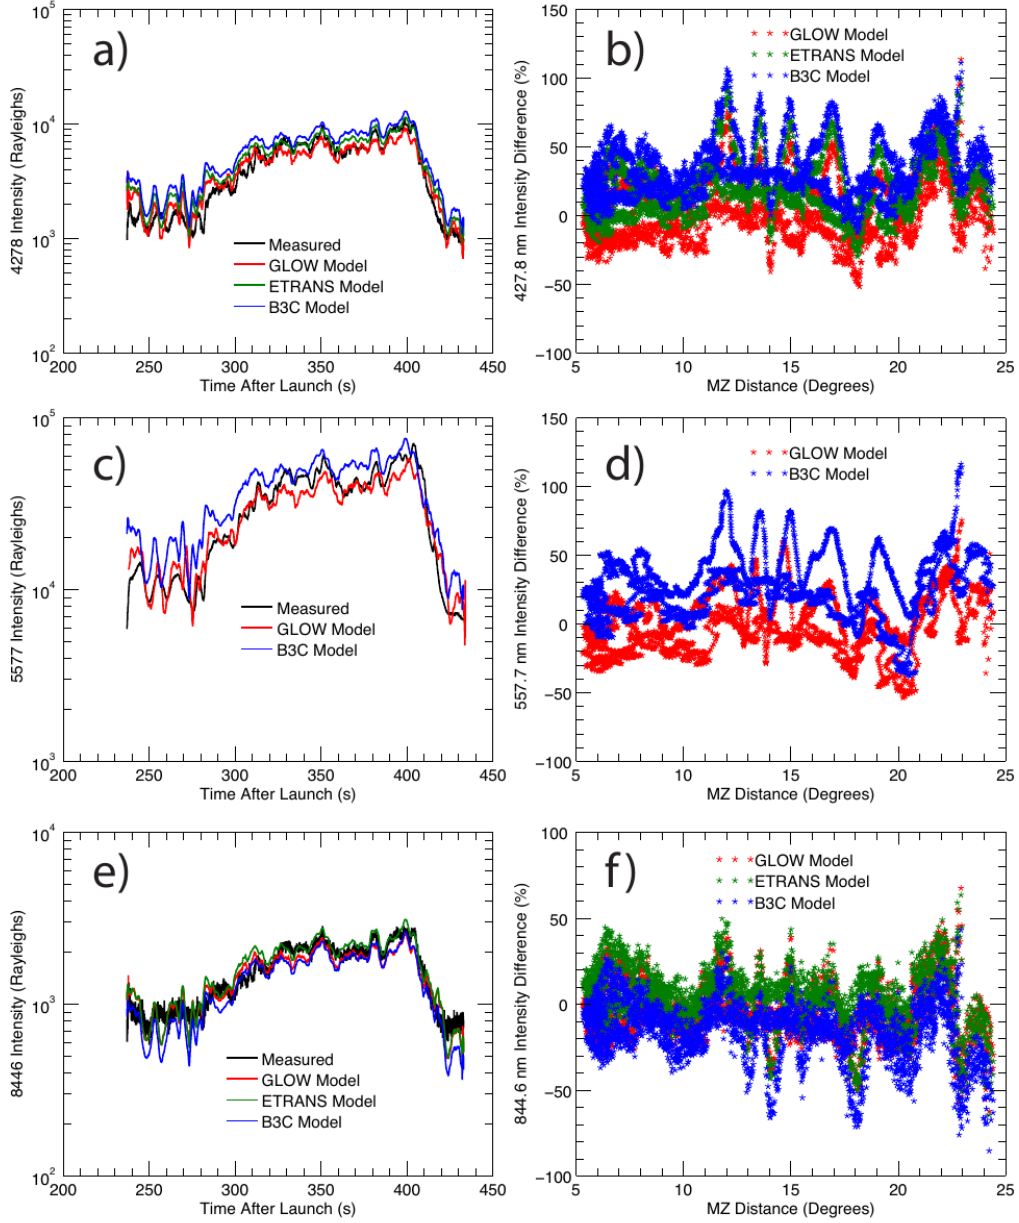 a)
4278 Intensity (Rayleighs)
10^5
10^4
10^3
10^2
Measured
GLOW Model
ETRANS Model
B3C Model
200 250 300 350 400 450
Time After Launch (s)
b)
427.8 nm Intensity Difference (%)
150
100
50
0
−50
−100
GLOW Model
ETRANS Model
B3C Model
5 10 15 20 25
MZ Distance (Degrees)
c)
5577 Intensity (Rayleighs)
10^5
10^4
10^3
Measured
GLOW Model
B3C Model
200 250 300 350 400 450
Time After Launch (s)
d)
557.7 nm Intensity Difference (%)
150
100
50
0
−50
−100
GLOW Model
B3C Model
5 10 15 20 25
MZ Distance (Degrees)
e)
8446 Intensity (Rayleighs)
10^4
10^3
10^2
Measured
GLOW Model
ETRANS Model
B3C Model
200 250 300 350 400 450
Time After Launch (s)
f)
844.6 nm Intensity Difference (%)
100
50
0
−50
−100
GLOW Model
ETRANS Model
B3C Model
5 10 15 20 25
MZ Distance (Degrees)